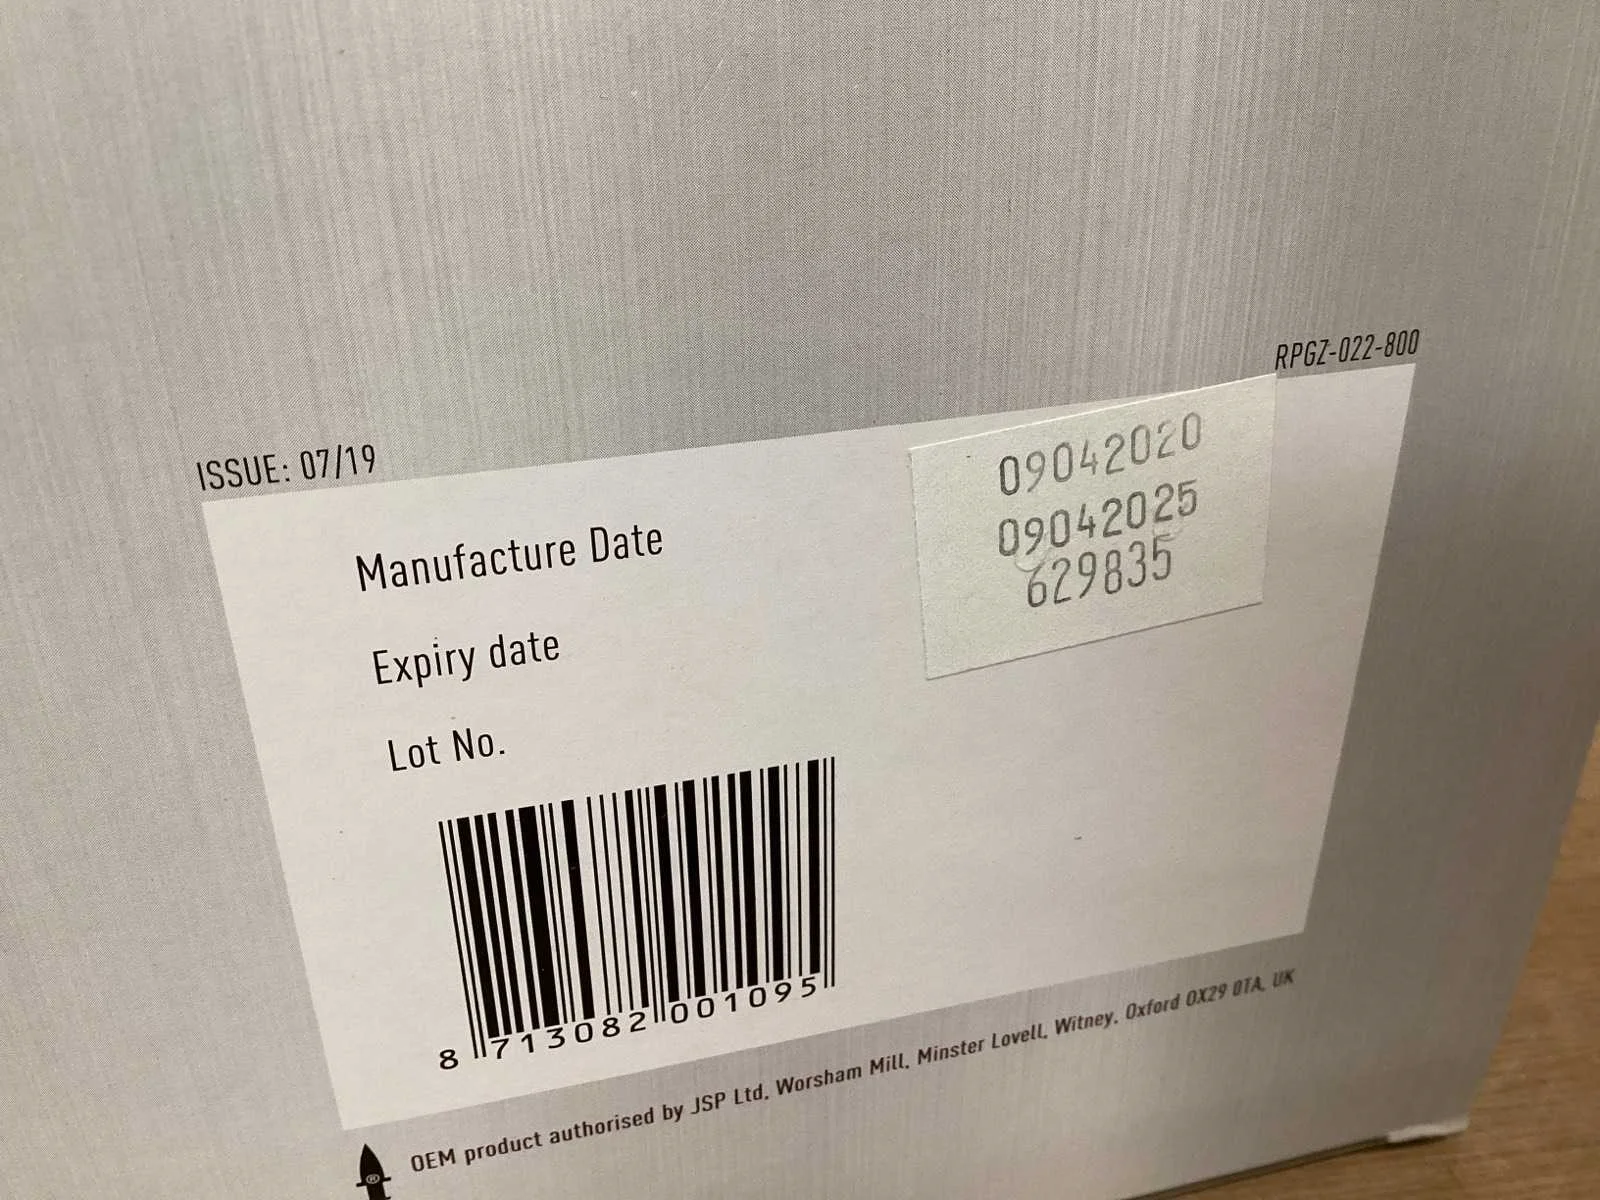 RPGZ-022-800
ISSUE: 07/19
09042020
09042025
629835
Manufacture Date
Expiry date
Lot No.
8 713082 001095
OEM product authorised by JSP Ltd, Worsham Mill, Minster Lovell, Witney, Oxford OX29 0TA, UK
®